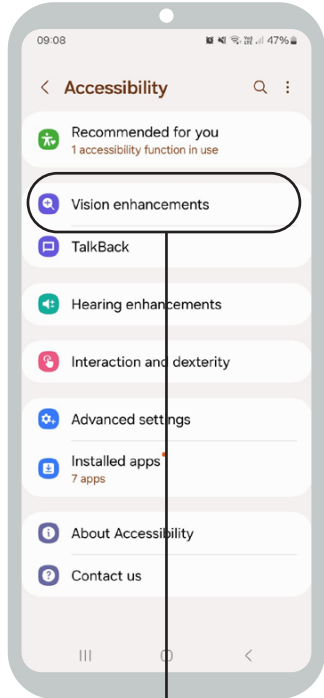 09:08 47%
Accessibility
Recommended for you
1 accessibility function in use
Vision enhancements
TalkBack
Hearing enhancements
Interaction and dexterity
Advanced settings
Installed apps
7 apps
About Accessibility
Contact us